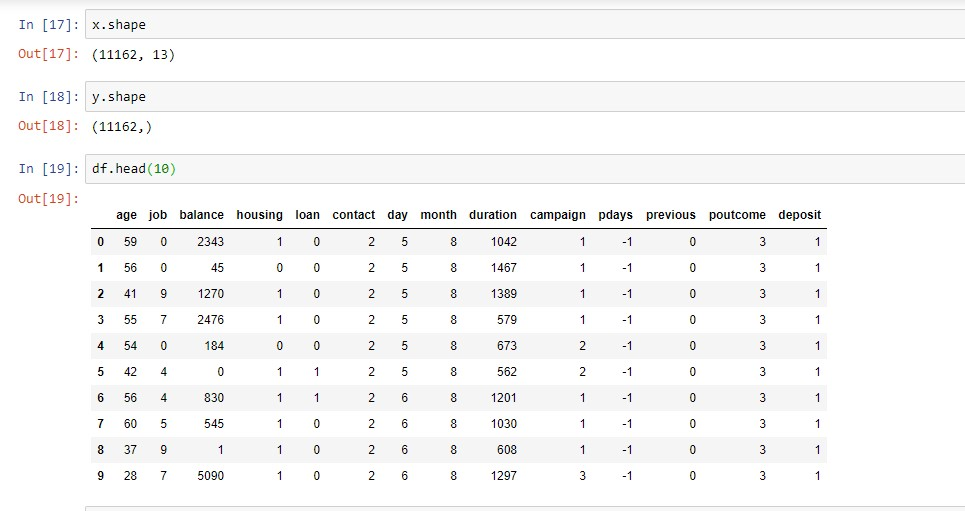 In [17]: x.shape
Out[17]: (11162, 13)
In [18]: y.shape
Out[18]: (11162,)
In [19]: df.head(10)
Out[19]:
age job balance housing loan contact day month duration campaign pdays previous poutcome deposit
0 59 0 2343 1 0 2 5 8 1042 1 -1 0 3 1
1 56 0 45 0 0 2 5 8 1467 1 -1 0 3 1
2 41 9 1270 1 0 2 5 8 1389 1 -1 0 3 1
3 55 7 2476 1 0 2 5 8 579 1 -1 0 3 1
4 54 0 184 0 0 2 5 8 673 2 -1 0 3 1
5 42 4 0 1 1 2 5 8 562 2 -1 0 3 1
6 56 4 830 1 1 2 6 8 1201 1 -1 0 3 1
7 60 5 545 1 0 2 6 8 1030 1 -1 0 3 1
8 37 9 1 1 0 2 6 8 608 1 -1 0 3 1
9 28 7 5090 1 0 2 6 8 1297 3 -1 0 3 1